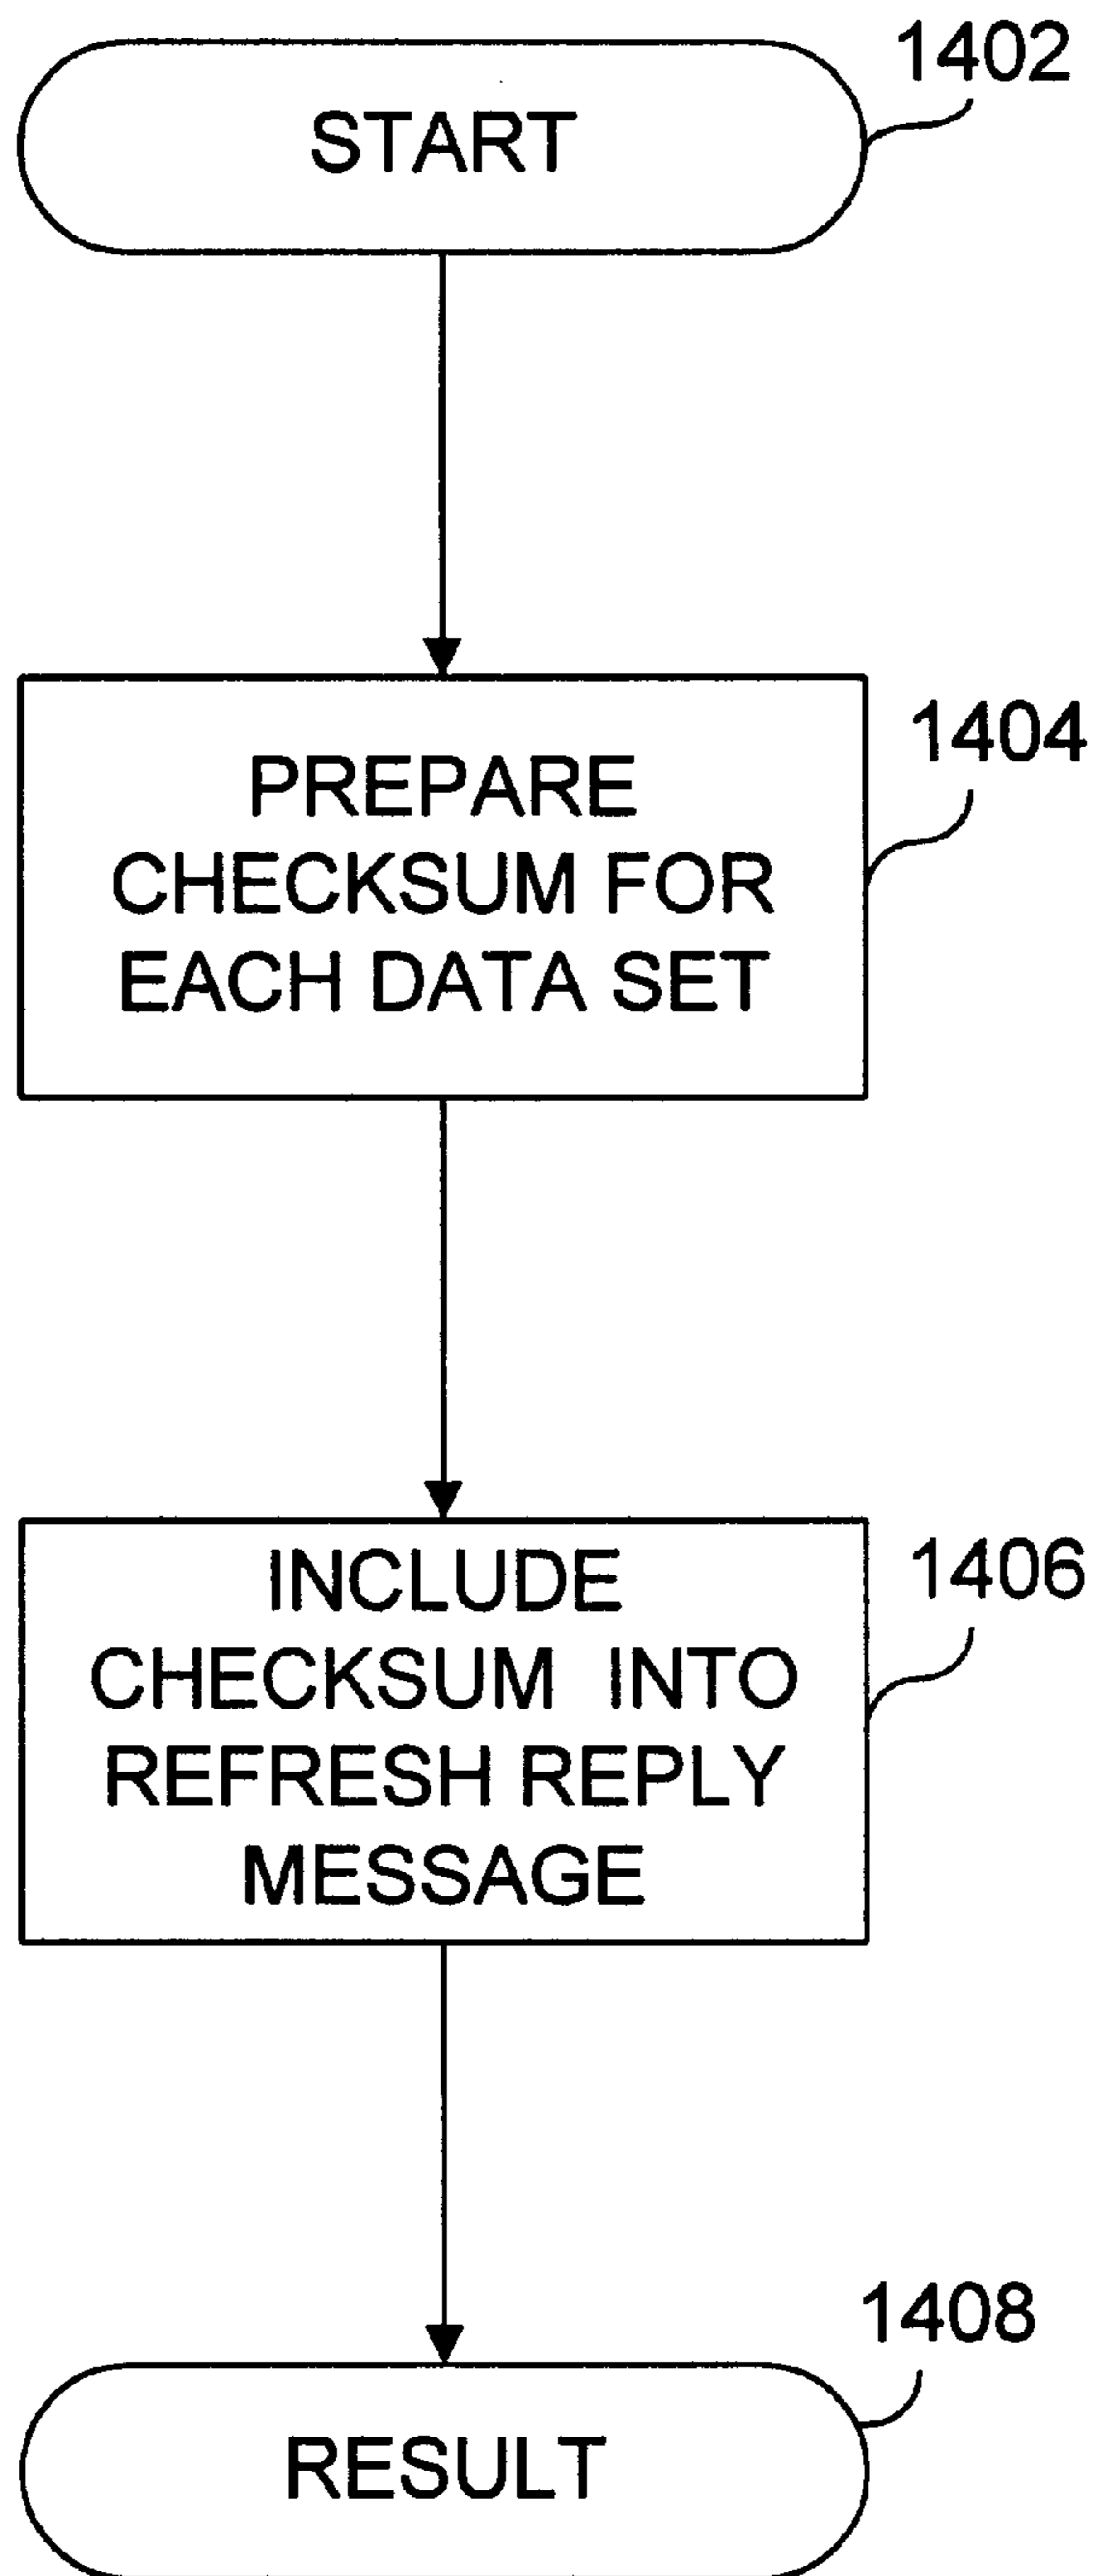 1402
START
1404
PREPARE
CHECKSUM FOR
EACH DATA SET
1406
INCLUDE
CHECKSUM INTO
REFRESH REPLY
MESSAGE
1408
RESULT